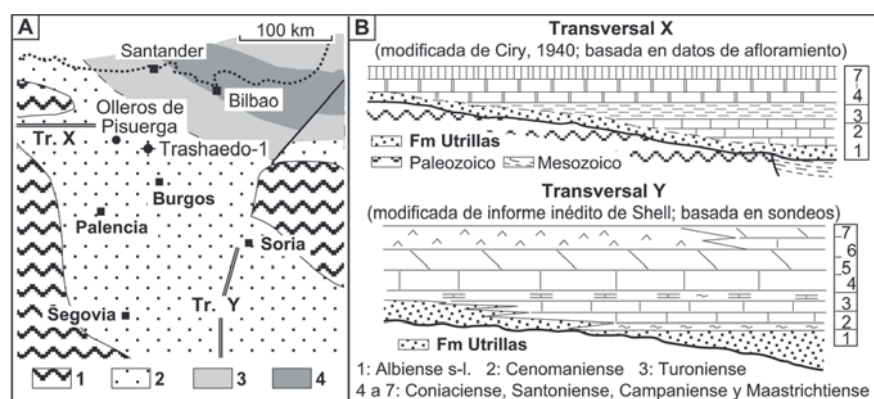 A
100 km
Santander
Bilbao
Olleros de
Pisuerga
Tr. X
Trashaedo-1
Burgos
Palencia
Soria
Tr. Y
Segovia
1 2 3 4
B
Transversal X
(modificada de Ciry, 1940; basada en datos de afloramiento)
7
4
3
2
1
Fm Utrillas
Paleozoico Mesozoico
Transversal Y
(modificada de informe inédito de Shell; basada en sondeos)
7
6
5
4
3
2
1
Fm Utrillas
1: Albiense s-l. 2: Cenomaniense 3: Turoniense
4 a 7: Coniaciense, Santoniense, Campaniense y Maastrichtiense